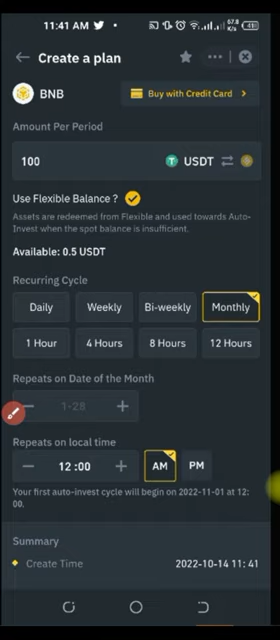 11:41 AM
67.8 K/s
Create a plan
BNB
Buy with Credit Card >
Amount Per Period
100
USDT
Use Flexible Balance ?
Assets are redeemed from Flexible and used towards Auto-
Invest when the spot balance is insufficient.
Available: 0.5 USDT
Recurring Cycle
Daily Weekly Bi-weekly Monthly
1 Hour 4 Hours 8 Hours 12 Hours
Repeats on Date of the Month
1-28 +
Repeats on local time
− 12 :00 + AM PM
Your first auto-invest cycle will begin on 2022-11-01 at 12:
00.
Summary
Create Time 2022-10-14 11:41